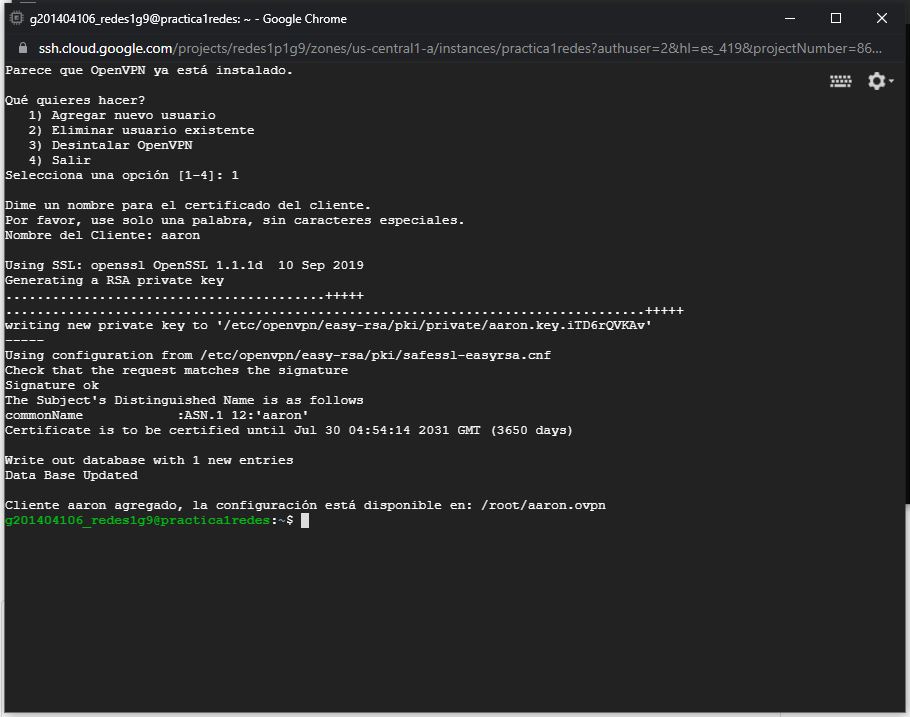 g201404106_redes1g9@practica1redes: ~ - Google Chrome
ssh.cloud.google.com/projects/redes1p1g9/zones/us-central1-a/instances/practica1redes?authuser=2&hl=es_419&projectNumber=86...
Parece que OpenVPN ya está instalado.
Qué quieres hacer?
1) Agregar nuevo usuario
2) Eliminar usuario existente
3) Desintalar OpenVPN
4) Salir
Selecciona una opción [1-4]: 1
Dime un nombre para el certificado del cliente.
Por favor, use solo una palabra, sin caracteres especiales.
Nombre del Cliente: aaron
Using SSL: openssl OpenSSL 1.1.1d  10 Sep 2019
Generating a RSA private key
.........................................+++++
..................................................................................+++++
writing new private key to '/etc/openvpn/easy-rsa/pki/private/aaron.key.iTD6rQVKAv'
-----
Using configuration from /etc/openvpn/easy-rsa/pki/safessl-easyrsa.cnf
Check that the request matches the signature
Signature ok
The Subject's Distinguished Name is as follows
commonName            :ASN.1 12:'aaron'
Certificate is to be certified until Jul 30 04:54:14 2031 GMT (3650 days)
Write out database with 1 new entries
Data Base Updated
Cliente aaron agregado, la configuración está disponible en: /root/aaron.ovpn
g201404106_redes1g9@practica1redes:~$